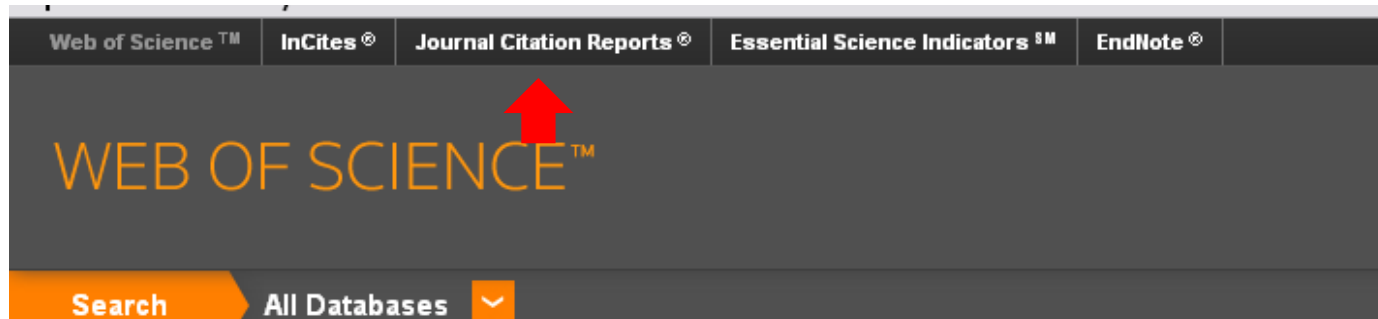 Web of Science ™ InCites ® Journal Citation Reports ® Essential Science Indicators ℠ EndNote ®
WEB OF SCIENCE™
Search All Databases